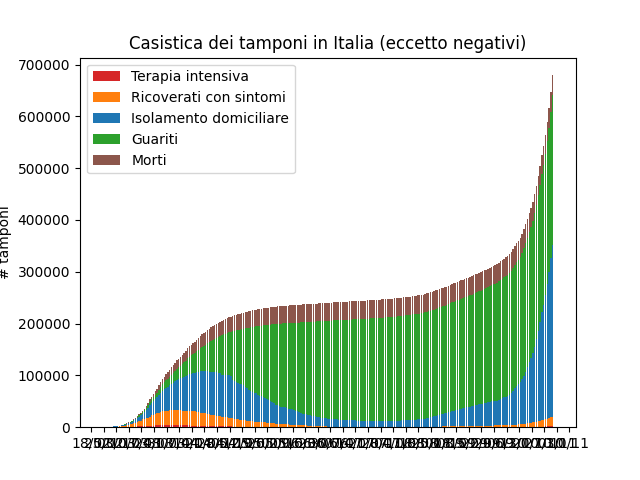 Casistica dei tamponi in Italia (eccetto negativi)
700000
600000
500000
400000
300000
200000
100000
0
# tamponi
Terapia intensiva
Ricoverati con sintomi
Isolamento domiciliare
Guariti
Morti